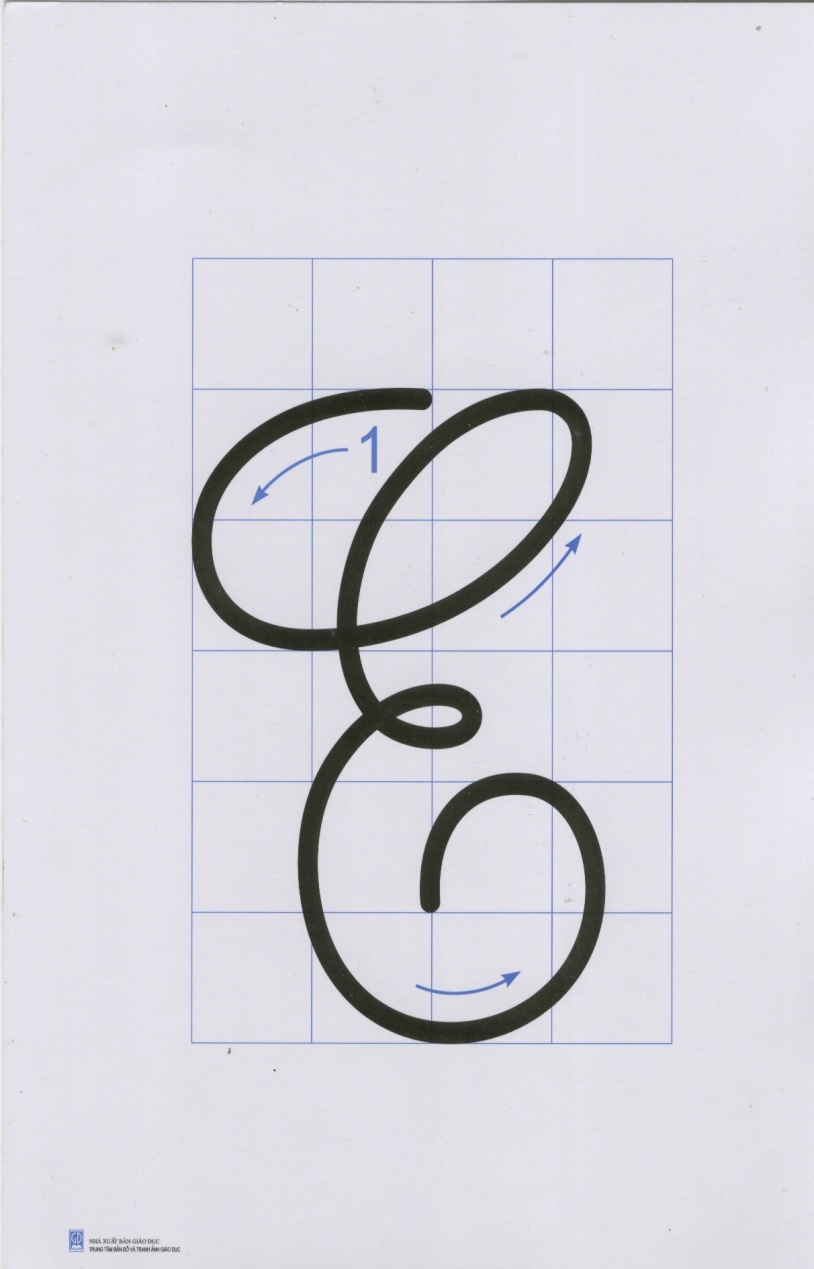 1
E
NHÀ XUẤT BẢN GIÁO DỤC
TRUNG TÂM BẢN ĐỒ VÀ TRANH ẢNH GIÁO DỤC